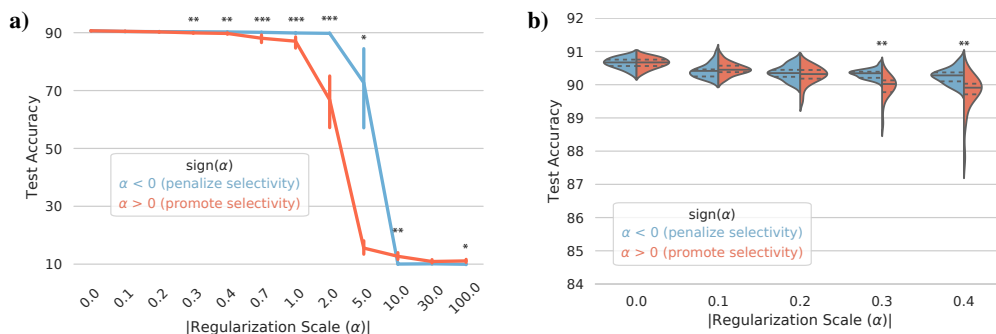 a)
** ** *** *** *** * ** *
90
70
50
30
10
Test Accuracy
sign(α)
α < 0 (penalize selectivity)
α > 0 (promote selectivity)
0.0 0.1 0.2 0.3 0.4 0.7 1.0 2.0 5.0 10.0 30.0 100.0
|Regularization Scale (α)|
b)
92
91
90
89
88
87
86
85
84
Test Accuracy
** **
sign(α)
α < 0 (penalize selectivity)
α > 0 (promote selectivity)
0.0 0.1 0.2 0.3 0.4
|Regularization Scale (α)|